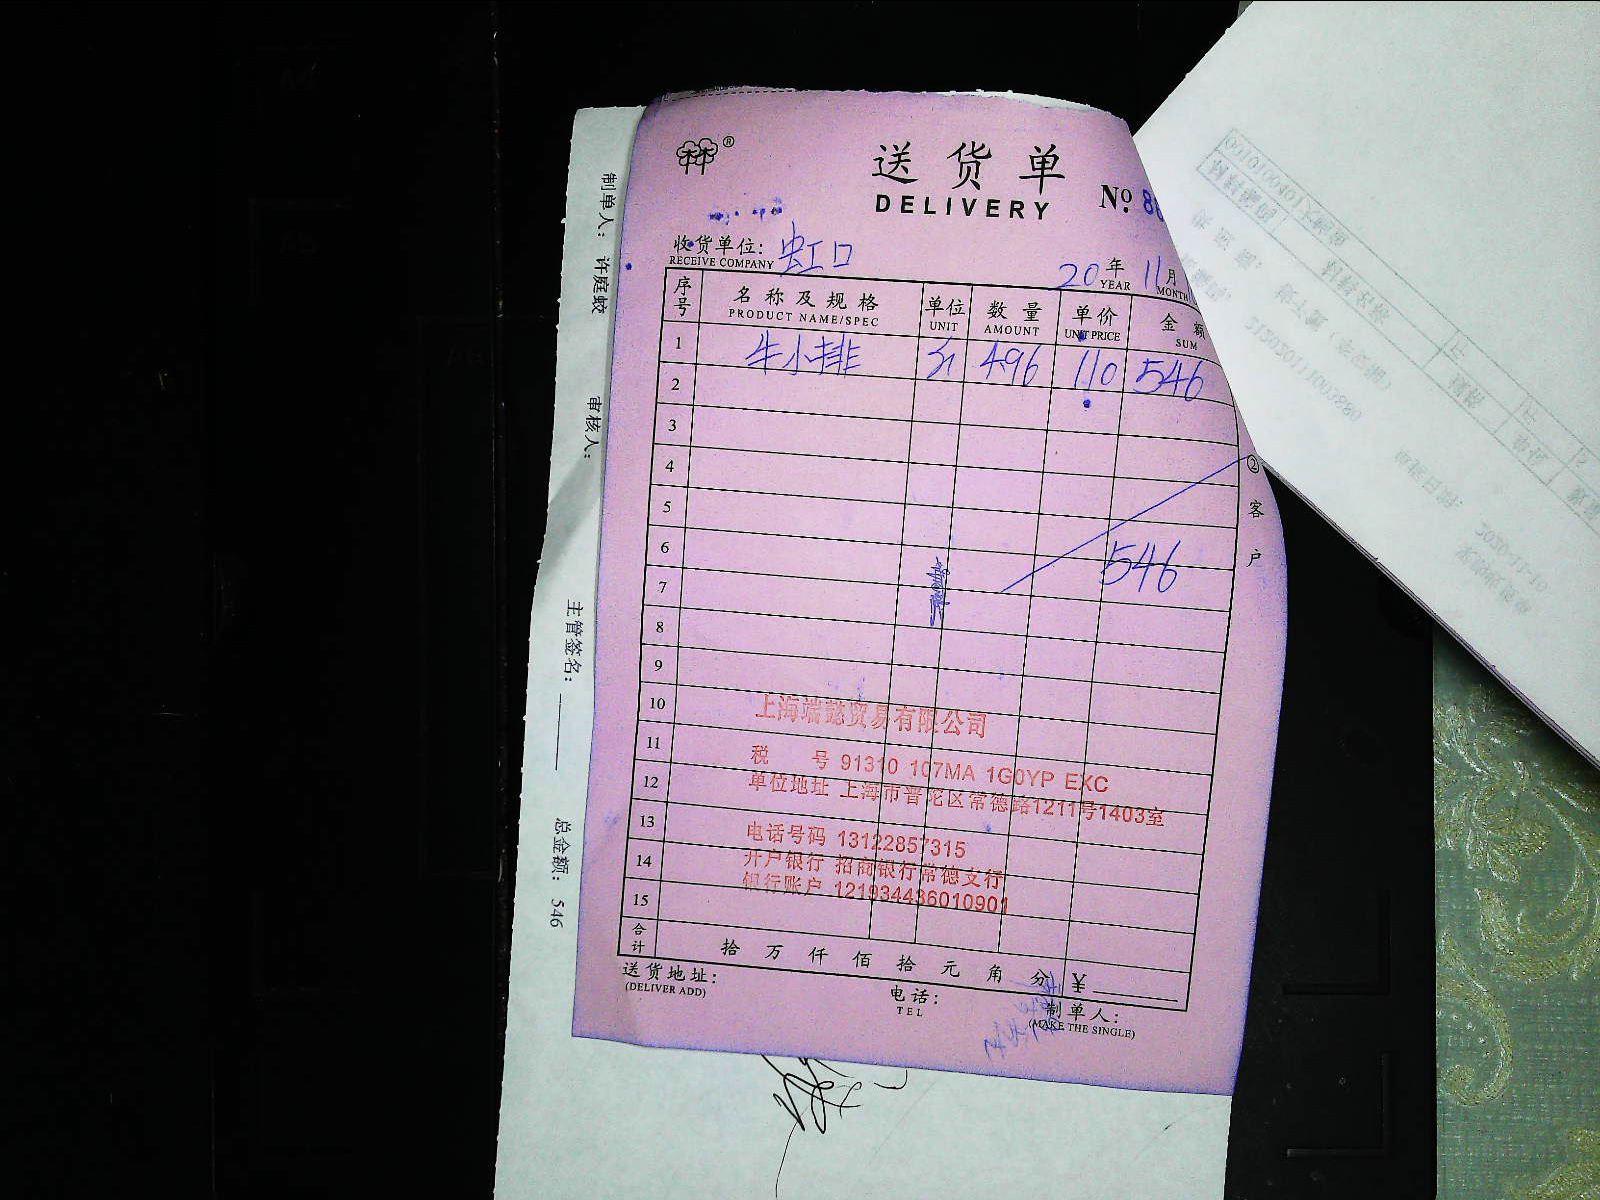 送货单
DELIVERY
Nº 88
收货单位: 虹口
RECEIVE COMPANY
20年 11月
YEAR MONTH
序号 名称及规格 单位 数量 单价 金额
PRODUCT NAME/SPEC UNIT AMOUNT UNIT PRICE SUM
1 牛小排 斤 4.96 110 546
2
3
4
5
6 546
7
8
9
10
11
12
13
14
15
上海端懿贸易有限公司
税 号 91310 107MA 1G0YP EXC
单位地址 上海市普陀区常德路1211号1403室
电话号码 13122857315
开户银行 招商银行常德支行
银行账户 121934436010901
合计 拾 万 仟 佰 拾 元 角 分 ¥
送货地址:
(DELIVER ADD)
电话:
TEL
制单人:
(MAKE THE SINGLE)
②客户
制单人: 许庭蛟
审核人:
主管签名:
总金额: 546